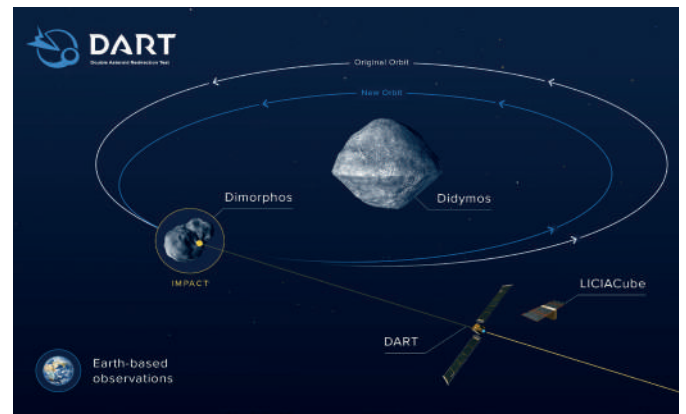 DART
Double Asteroid Redirection Test
Original Orbit
New Orbit
Dimorphos
Didymos
IMPACT
LICIACube
DART
Earth-based
observations